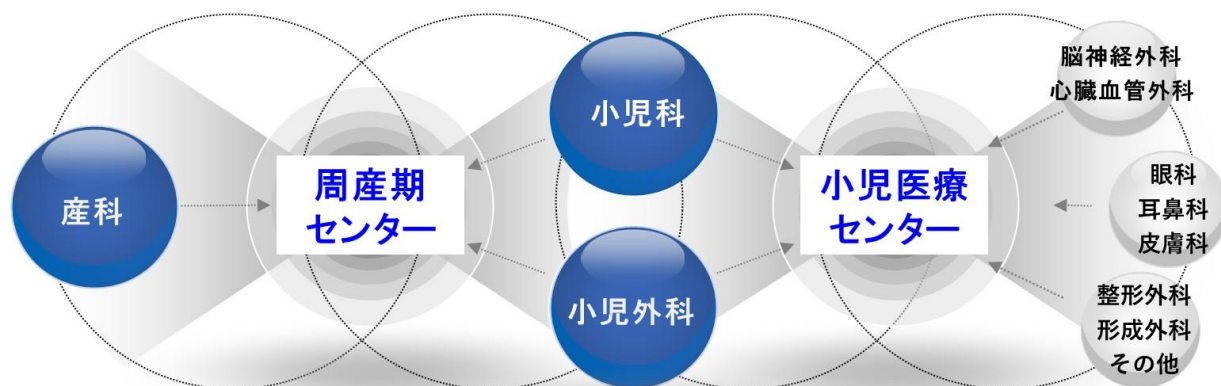 産科
周産期
センター
小児科
小児外科
小児医療
センター
脳神経外科
心臓血管外科
眼科
耳鼻科
皮膚科
整形外科
形成外科
その他